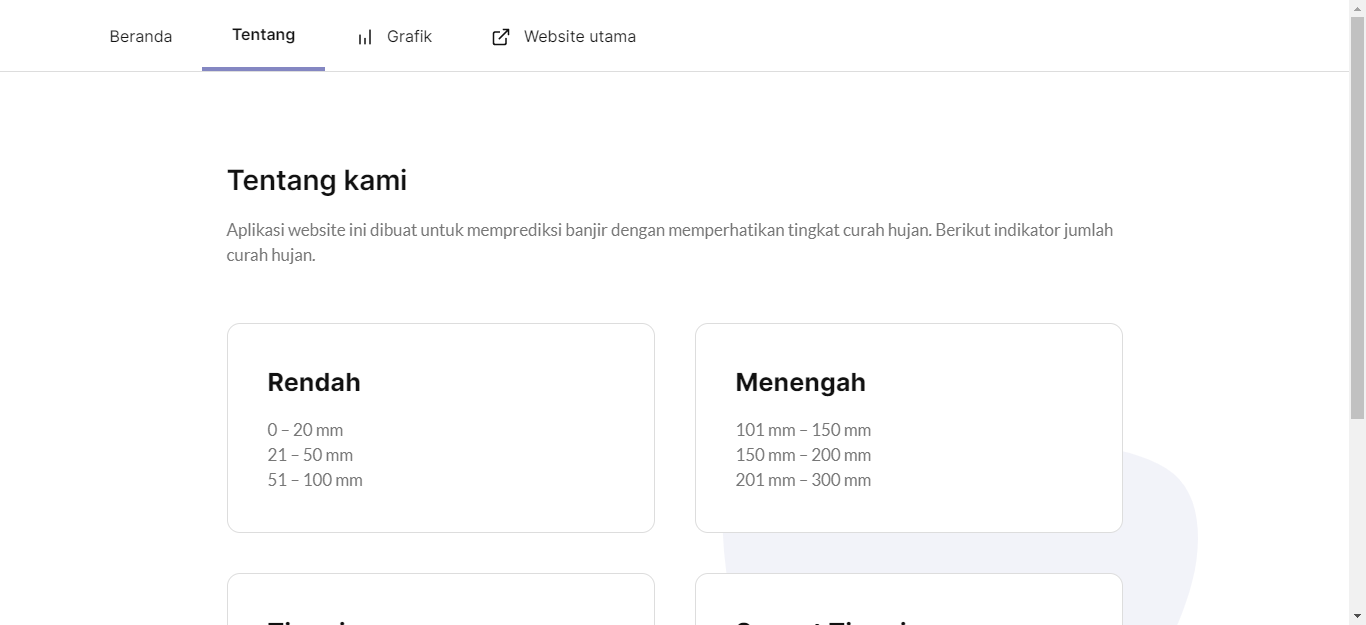 Beranda
Tentang
Grafik
Website utama
Tentang kami
Aplikasi website ini dibuat untuk memprediksi banjir dengan memperhatikan tingkat curah hujan. Berikut indikator jumlah
curah hujan.
Rendah
0 – 20 mm
21 – 50 mm
51 – 100 mm
Menengah
101 mm – 150 mm
150 mm – 200 mm
201 mm – 300 mm